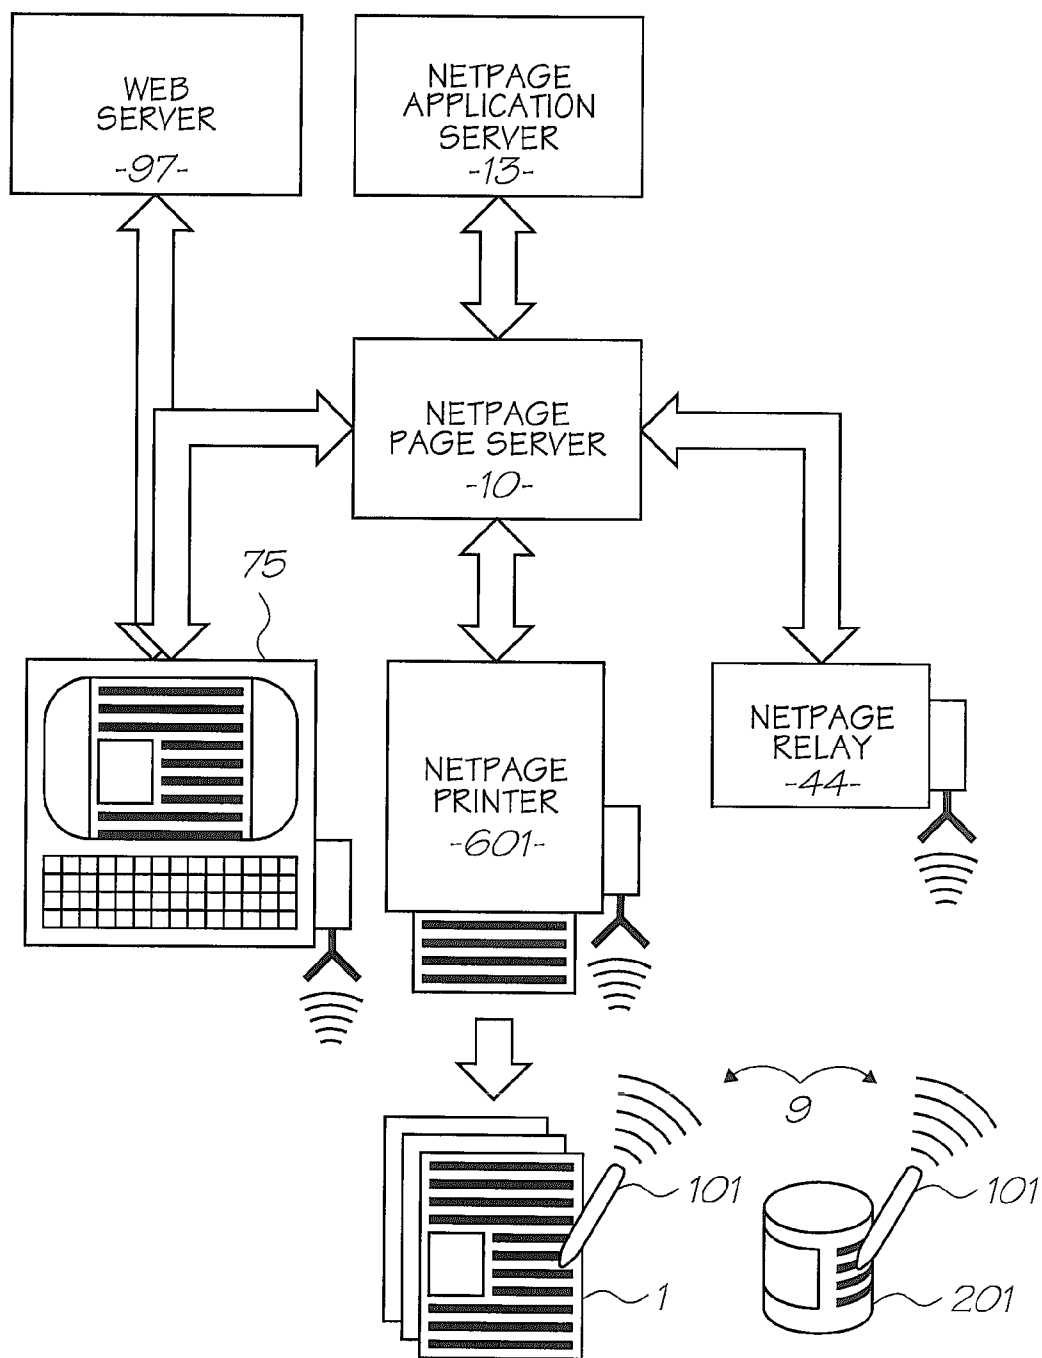 WEB
SERVER
-97-
NETPAGE
APPLICATION
SERVER
-13-
NETPAGE
PAGE SERVER
-10-
75
NETPAGE
PRINTER
-601-
NETPAGE
RELAY
-44-
9
101
101
1
201